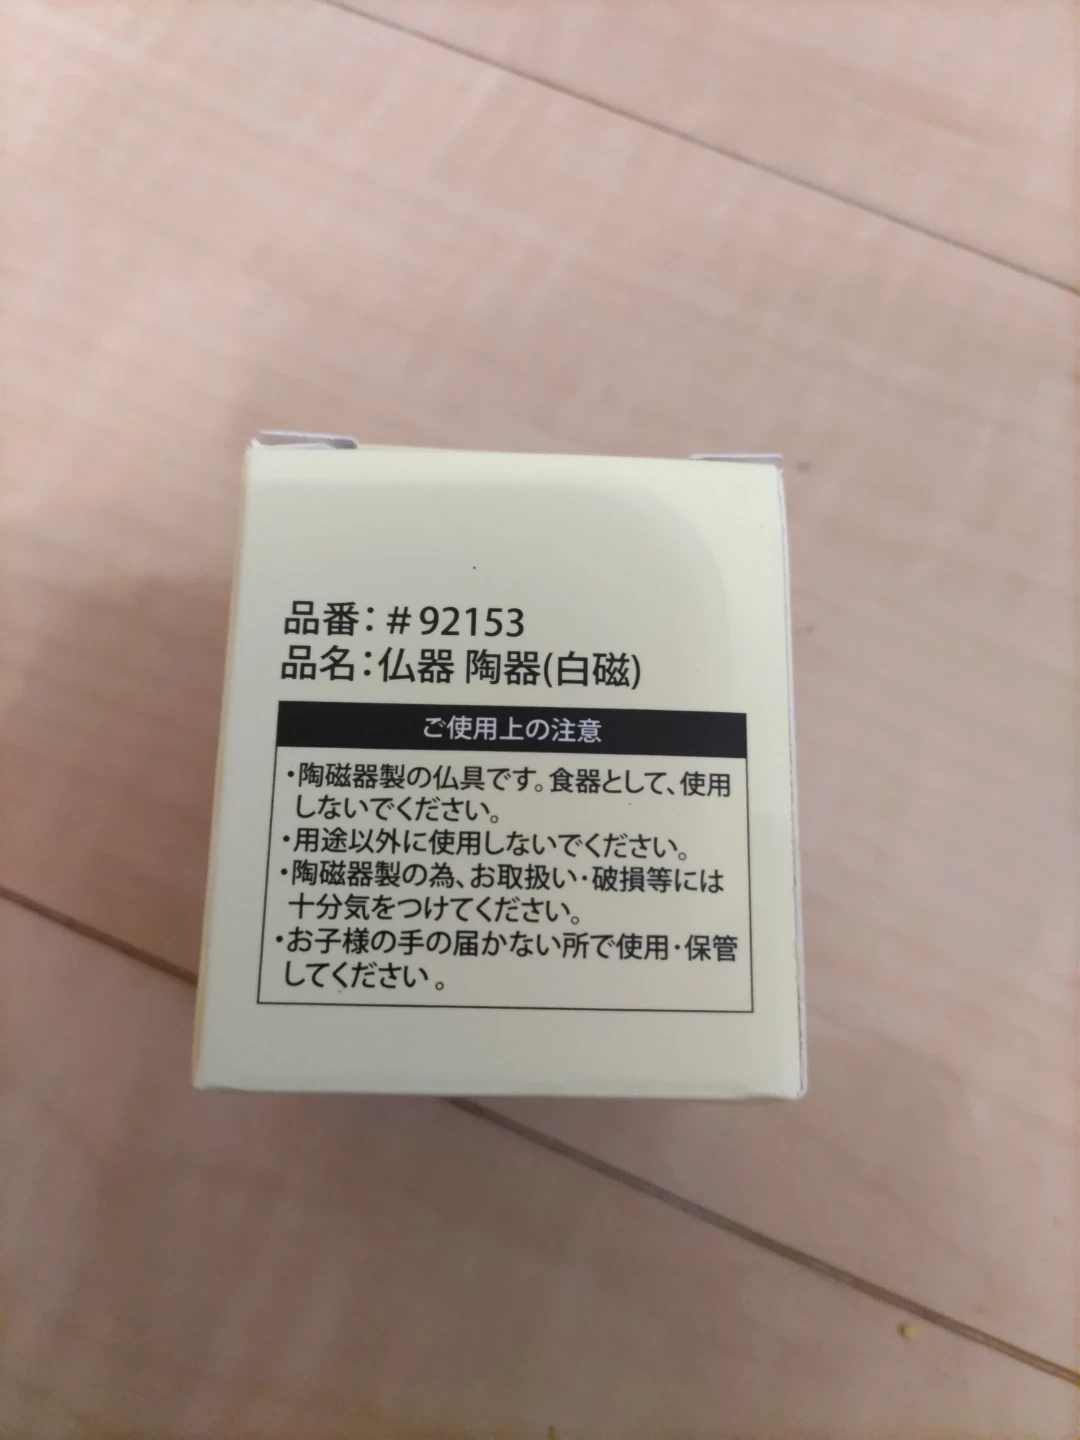 品番：＃92153
品名：仏器 陶器(白磁)
ご使用上の注意
・陶磁器製の仏具です。食器として、使用
しないでください。
・用途以外に使用しないでください。
・陶磁器製の為、お取扱い・破損等には
十分気をつけてください。
・お子様の手の届かない所で使用・保管
してください。